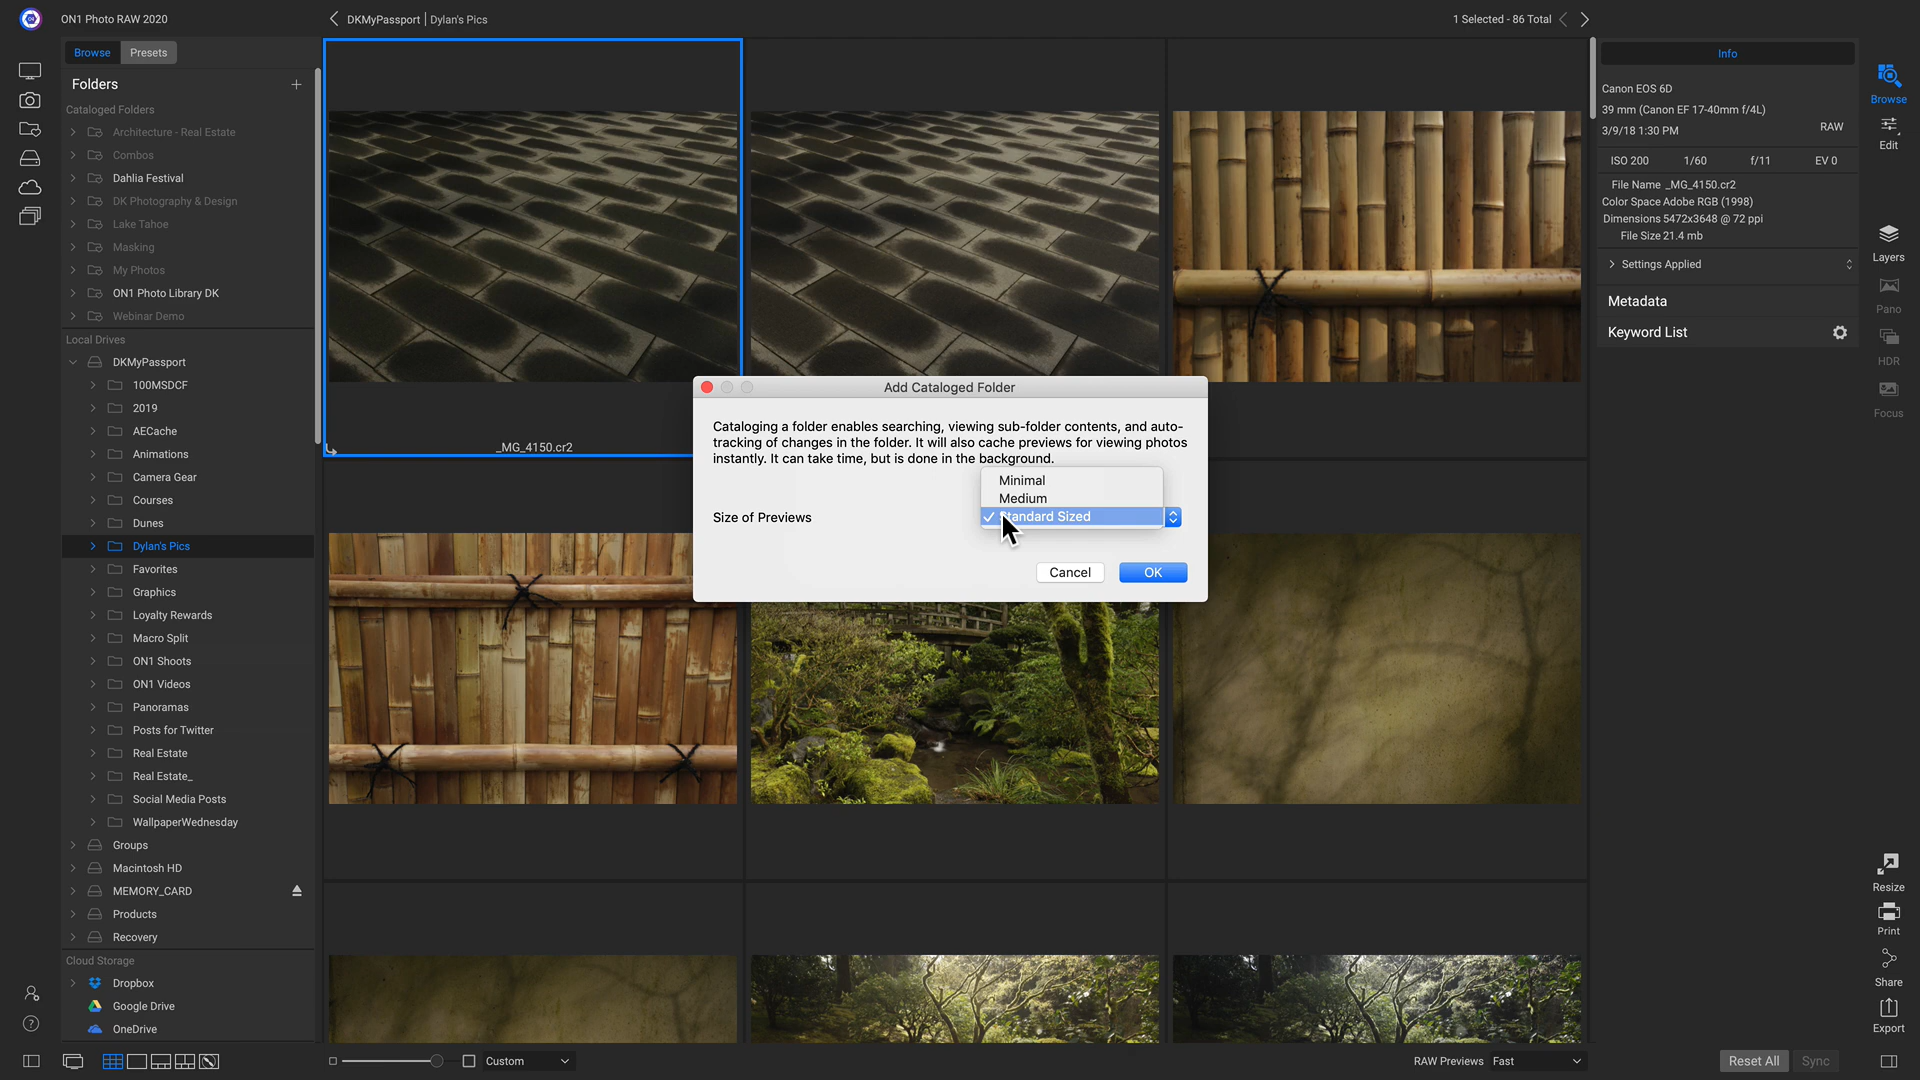 ON1 Photo RAW 2020
DKMyPassport | Dylan's Pics
1 Selected - 86 Total
Browse
Presets
Folders
Cataloged Folders
Architecture - Real Estate
Combos
Dahlia Festival
DK Photography & Design
Lake Tahoe
Masking
My Photos
ON1 Photo Library DK
Webinar Demo
Local Drives
DKMyPassport
100MSDCF
2019
AECache
Animations
Camera Gear
Courses
Dunes
Dylan's Pics
Favorites
Graphics
Loyalty Rewards
Macro Split
ON1 Shoots
ON1 Videos
Panoramas
Posts for Twitter
Real Estate
Real Estate_
Social Media Posts
WallpaperWednesday
Groups
Macintosh HD
MEMORY_CARD
Products
Recovery
Cloud Storage
Dropbox
Google Drive
OneDrive
_MG_4150.cr2
Add Cataloged Folder
Cataloging a folder enables searching, viewing sub-folder contents, and auto-
tracking of changes in the folder. It will also cache previews for viewing photos
instantly. It can take time, but is done in the background.
Size of Previews
Minimal
Medium
Standard Sized
Cancel
OK
Custom
RAW Previews Fast
Info
Canon EOS 6D
39 mm (Canon EF 17-40mm f/4L)
3/9/18 1:30 PM
RAW
ISO 200 1/60 f/11 EV 0
File Name _MG_4150.cr2
Color Space Adobe RGB (1998)
Dimensions 5472x3648 @ 72 ppi
File Size 21.4 mb
Settings Applied
Metadata
Keyword List
Browse
Edit
Layers
Pano
HDR
Focus
Resize
Print
Share
Export
Reset All
Sync